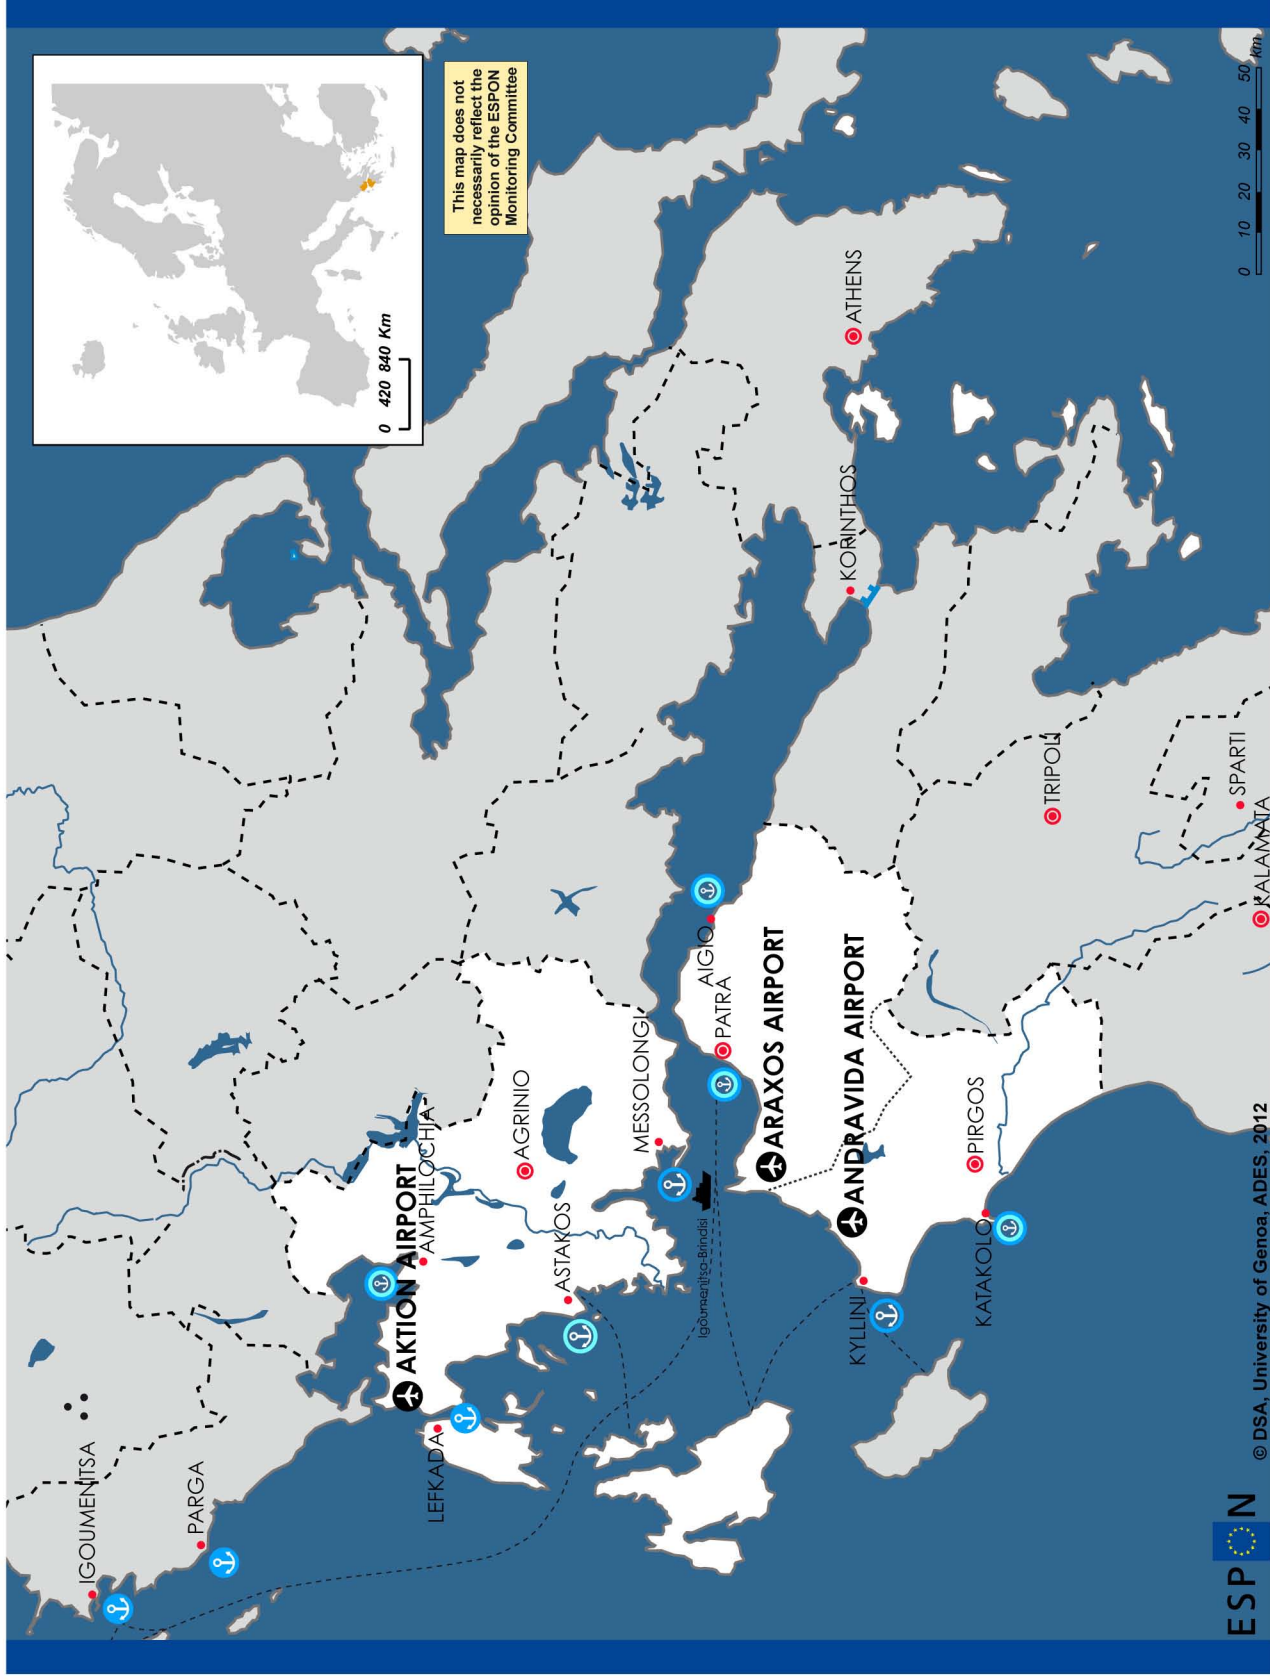 0 420 840 Km
This map does not
necessarily reflect the
opinion of the ESPON
Monitoring Committee
IGOUMENITSA
PARGA
LEFKADA
AKTION AIRPORT
AMPHILOCHIA
AGRINIO
ASTAKOS
MESSOLONGI
Igoumenitsa-Brindisi
AIGIO
PATRA
ARAXOS AIRPORT
ANDRAVIDA AIRPORT
KYLLINI
PIRGOS
KATAKOLO
KORINTHOS
ATHENS
TRIPOLI
SPARTI
KALAMATA
0 10 20 30 40 50 km
ESP N
© DSA, University of Genoa, ADES, 2012